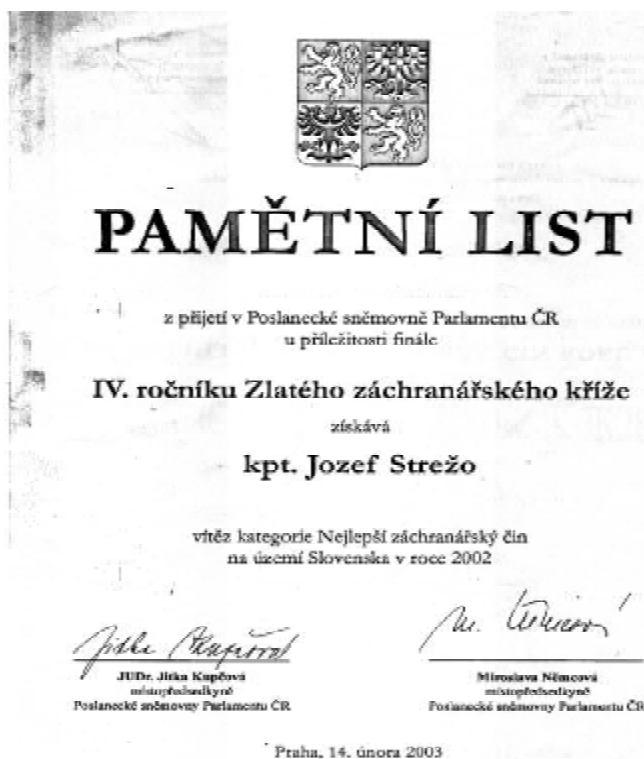 PAMĚTNÍ LIST
z přijetí v Poslanecké sněmovně Parlamentu ČR
u příležitosti finále
IV. ročníku Zlatého záchranářského kříže
získává
kpt. Jozef Strežo
vítěz kategorie Nejlepší záchranářský čin
na území Slovenska v roce 2002
JUDr. Jitka Kupčová
místopředsedkyně
Poslanecké sněmovny Parlamentu ČR
Miroslava Němcová
místopředsedkyně
Poslanecké sněmovny Parlamentu ČR
Praha, 14. února 2003